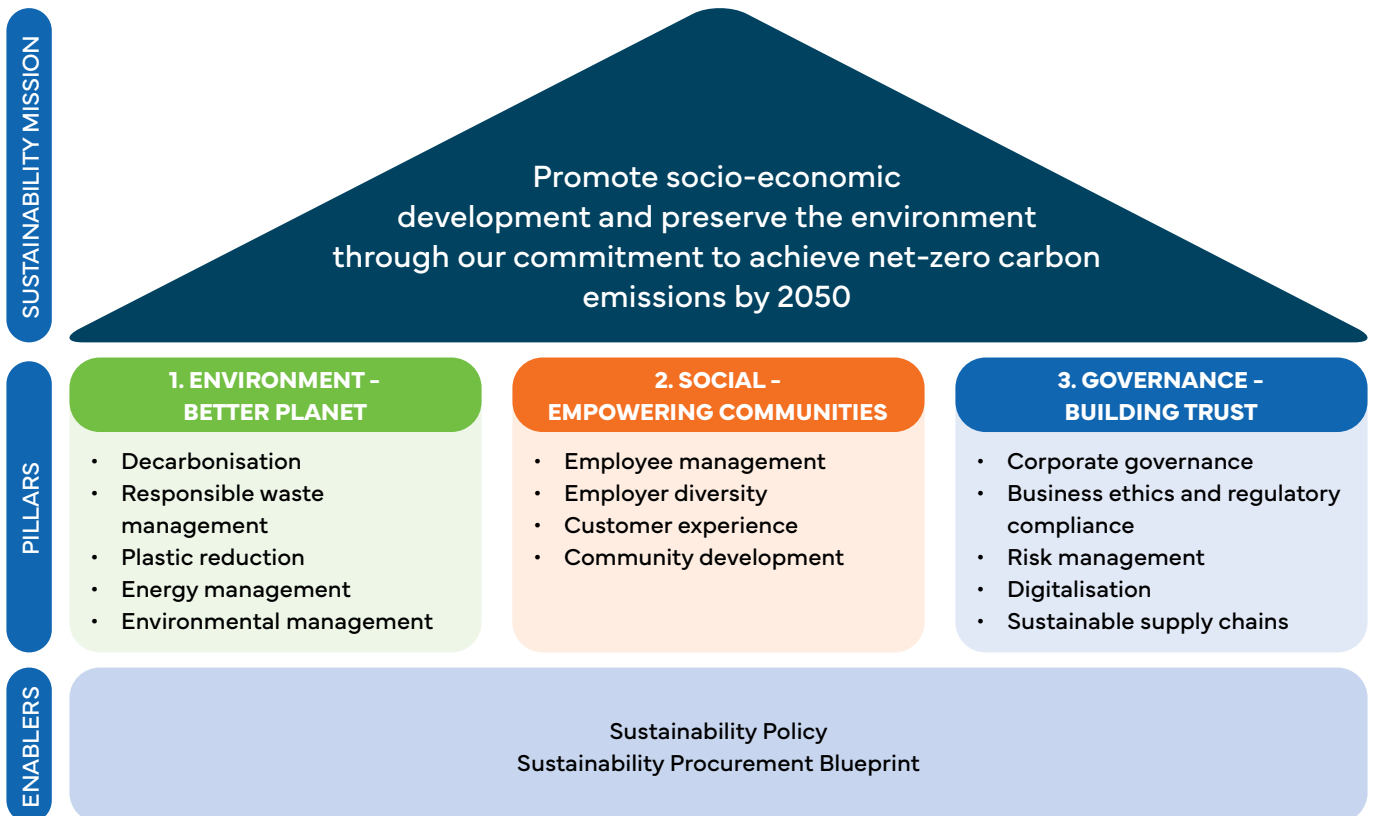 SUSTAINABILITY MISSION
Promote socio-economic
development and preserve the environment
through our commitment to achieve net-zero carbon
emissions by 2050
PILLARS
1. ENVIRONMENT -
BETTER PLANET
• Decarbonisation
• Responsible waste
management
• Plastic reduction
• Energy management
• Environmental management
2. SOCIAL -
EMPOWERING COMMUNITIES
• Employee management
• Employer diversity
• Customer experience
• Community development
3. GOVERNANCE -
BUILDING TRUST
• Corporate governance
• Business ethics and regulatory
compliance
• Risk management
• Digitalisation
• Sustainable supply chains
ENABLERS
Sustainability Policy
Sustainability Procurement Blueprint